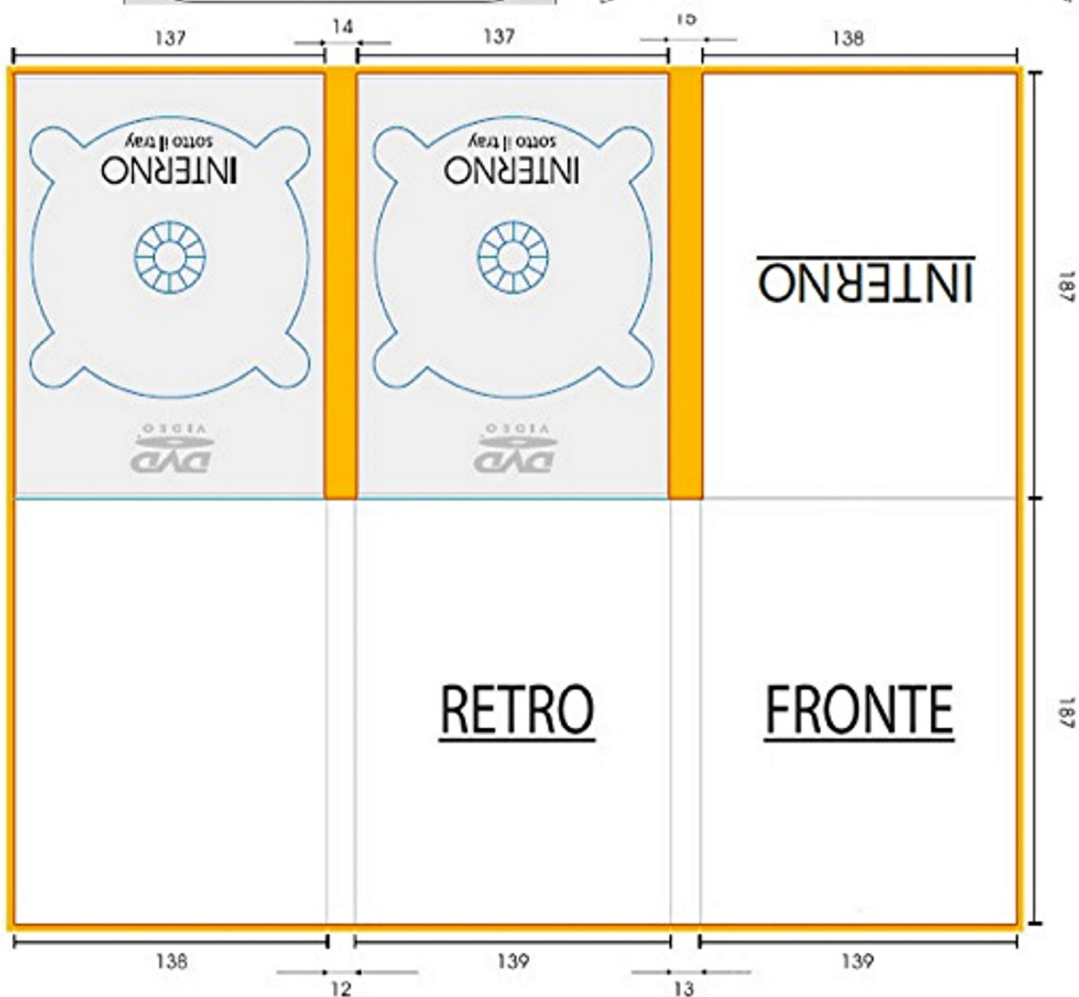 137
14
137
15
138
INTERNO
sotto il tray
INTERNO
sotto il tray
INTERNO
DVD
VIDEO
DVD
VIDEO
187
RETRO
FRONTE
187
138
12
139
13
139